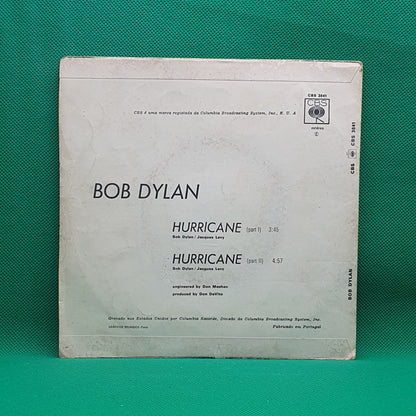 CBS 3841
CBS
estéreo
CBS é uma marca registada da Columbia Broadcasting System, Inc., E. U. A
CBS CBS 3841
BOB DYLAN
HURRICANE (part I) 3:45
Bob Dylan/Jacques Levy
HURRICANE (part II) 4:57
Bob Dylan/Jacques Levy
engineered by Don Meehan
produced by Don DeVito
BOB DYLAN
Gravado nos Estados Unidos por Columbia Records, Divisão da Columbia Broadcasting System, Inc.
Fabricado em Portugal